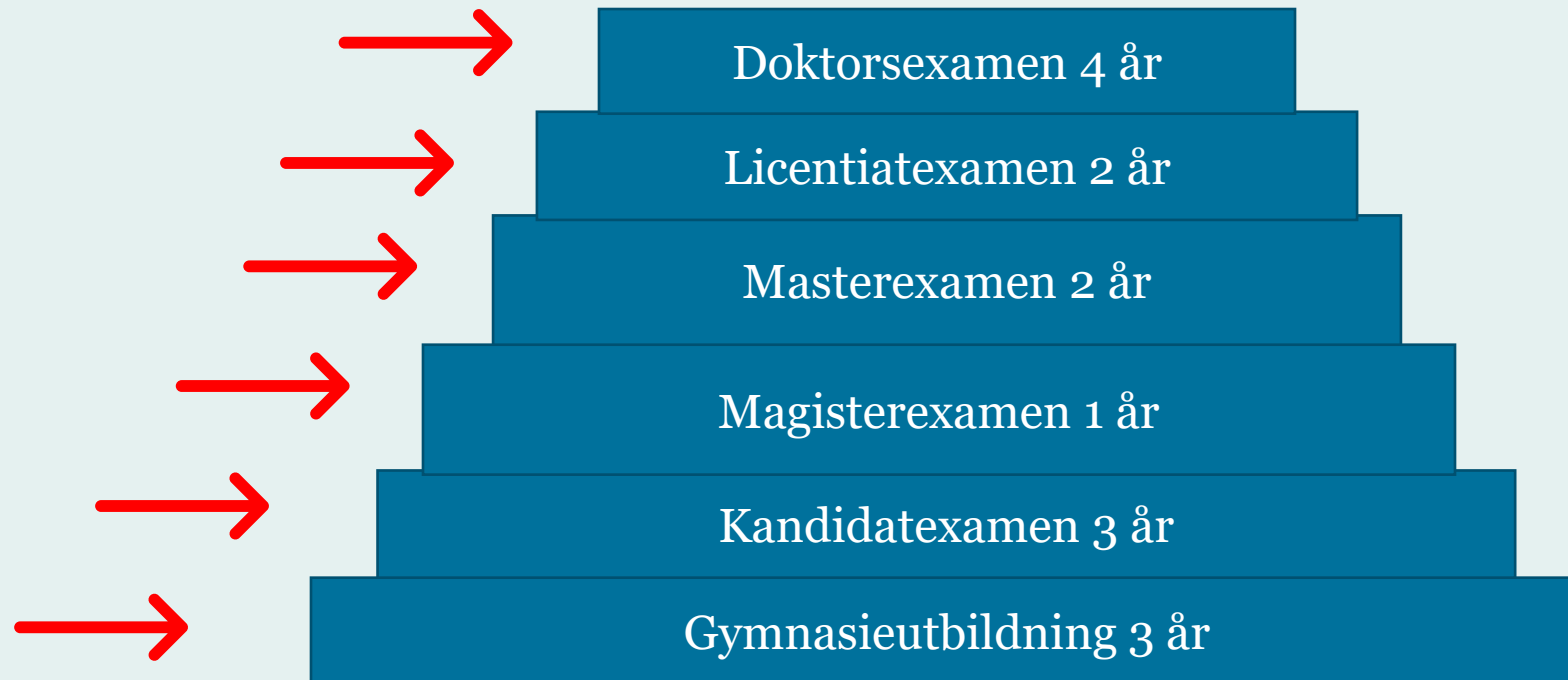 Doktorsexamen 4 år
Licentiatexamen 2 år
Masterexamen 2 år
Magisterexamen 1 år
Kandidatexamen 3 år
Gymnasieutbildning 3 år